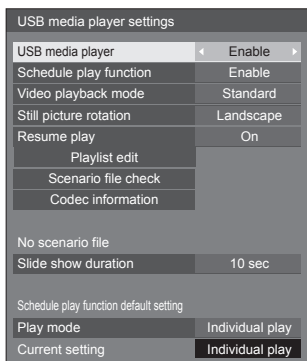 USB media player settings
USB media player Enable
Schedule play function Enable
Video playback mode Standard
Still picture rotation Landscape
Resume play On
Playlist edit
Scenario file check
Codec information
No scenario file
Slide show duration 10 sec
Schedule play function default setting
Play mode Individual play
Current setting Individual play